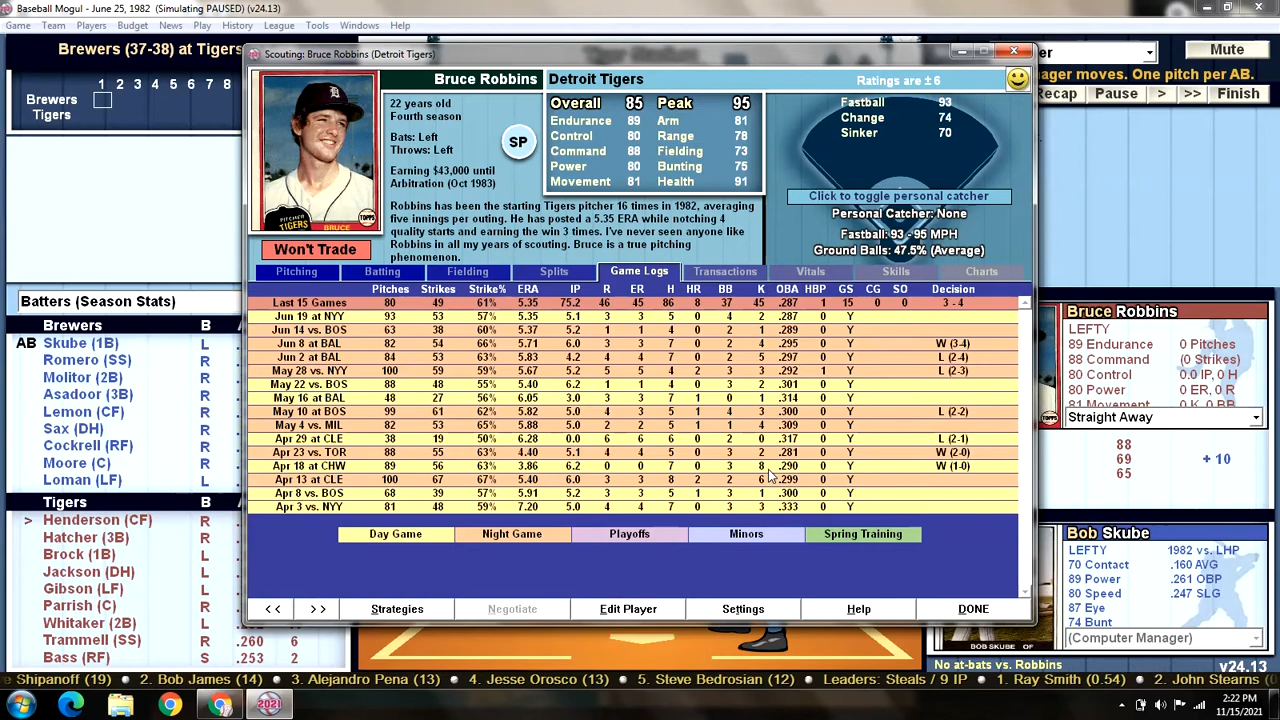 Baseball Mogul - June 25, 1982 (Simulating PAUSED) (v24.13)
Game Team Players Budget News Play History League Tools Windows Help
Brewers (37-38) at Tigers
1 2 3 4 5 6 7 8
Brewers
Tigers
Mute
ager moves. One pitch per AB.
Recap Pause > >> Finish
Scouting: Bruce Robbins (Detroit Tigers)
Bruce Robbins
Detroit Tigers
Ratings are ± 6
22 years old
Fourth season
Bats: Left
Throws: Left
Earning $43,000 until
Arbitration (Oct 1983)
SP
Overall 85 Peak 95
Endurance 89 Arm 81
Control 80 Range 78
Command 88 Fielding 73
Power 80 Bunting 75
Movement 81 Health 91
Fastball 93
Change 74
Sinker 70
Click to toggle personal catcher
Personal Catcher: None
Fastball: 93 - 95 MPH
Ground Balls: 47.5% (Average)
PITCHER
TIGERS
BRUCE
TOPPS
Robbins has been the starting Tigers pitcher 16 times in 1982, averaging
five innings per outing. He has posted a 5.35 ERA while notching 4
quality starts and earning the win 3 times. I've never seen anyone like
Robbins in all my years of scouting. Bruce is a true pitching
phenomenon.
Won't Trade
Pitching Batting Fielding Splits Game Logs Transactions Vitals Skills Charts
Pitches Strikes Strike% ERA IP R ER H HR BB K OBA HBP GS CG SO Decision
Last 15 Games 80 49 61% 5.35 75.2 46 45 86 8 37 45 .287 1 15 0 0 3 - 4
Jun 19 at NYY 93 53 57% 5.35 5.1 3 3 5 0 4 2 .287 0 Y
Jun 14 vs. BOS 63 38 60% 5.37 5.2 1 1 4 0 2 1 .289 0 Y
Jun 8 at BAL 82 54 66% 5.71 6.0 3 3 7 0 2 4 .295 0 Y W (3-4)
Jun 2 at BAL 84 53 63% 5.83 4.2 4 4 7 0 2 5 .297 0 Y L (2-4)
May 28 vs. NYY 100 59 59% 5.67 5.2 5 5 4 2 3 3 .292 1 Y L (2-3)
May 22 vs. BOS 88 48 55% 5.40 6.2 1 1 4 0 3 2 .301 0 Y
May 16 at BAL 48 27 56% 6.05 3.0 3 3 7 1 0 1 .314 0 Y
May 10 at BOS 99 61 62% 5.82 5.0 4 3 5 1 4 3 .300 0 Y L (2-2)
May 4 vs. MIL 82 53 65% 5.88 5.0 2 2 5 1 1 4 .309 0 Y
Apr 29 at CLE 38 19 50% 6.28 0.0 6 6 6 0 2 0 .317 0 Y L (2-1)
Apr 23 vs. TOR 88 55 63% 5.10 5.1 4 4 5 0 3 2 .281 0 Y W (2-0)
Apr 18 at CHW 89 56 63% 3.86 6.2 0 0 7 0 3 8 .290 0 Y W (1-0)
Apr 13 at CLE 100 67 67% 5.40 6.0 3 3 8 2 2 6 .299 0 Y
Apr 8 vs. BOS 68 39 57% 5.91 5.2 3 3 5 1 3 1 .300 0 Y
Apr 3 vs. NYY 81 48 59% 7.20 5.0 4 4 7 0 3 3 .333 0 Y
Day Game Night Game Playoffs Minors Spring Training
<< >> Strategies Negotiate Edit Player Settings Help DONE
Batters (Season Stats)
Brewers B
AB Skube (1B) L
Romero (SS) R
Molitor (2B) R
Asadoor (3B) R
Lemon (CF) R
Sax (DH) R
Cockrell (RF) R
Moore (C) R
Loman (LF) L
Tigers B
> Henderson (CF) R
Hatcher (3B) R
Brock (1B) L
Jackson (DH) L
Gibson (LF) L
Parrish (C) R
Whitaker (2B) L
Trammell (SS) R .260 6
Bass (RF) S .253 2
Bruce Robbins
LEFTY
89 Endurance 0 Pitches
88 Command (0 Strikes)
80 Control 0.0 IP, 0 H
80 Power 0 ER, 0 R
81 Movement 0 K, 0 BB
Straight Away
88
69 + 10
65
Bob Skube
LEFTY 1982 vs. LHP
70 Contact .160 AVG
89 Power .261 OBP
80 Speed .247 SLG
87 Eye
74 Bunt
(Computer Manager)
BOB SKUBE OF
No at-bats vs. Robbins
v24.13
e Shipanoff (19) 2. Bob James (14) 3. Alejandro Pena (13) 4. Jesse Orosco (13) 5. Steve Bedrosian (12) Leaders: Steals / 9 IP 1. Ray Smith (0.54) 2. John Stearns (0
2021
2:22 PM
11/15/2021